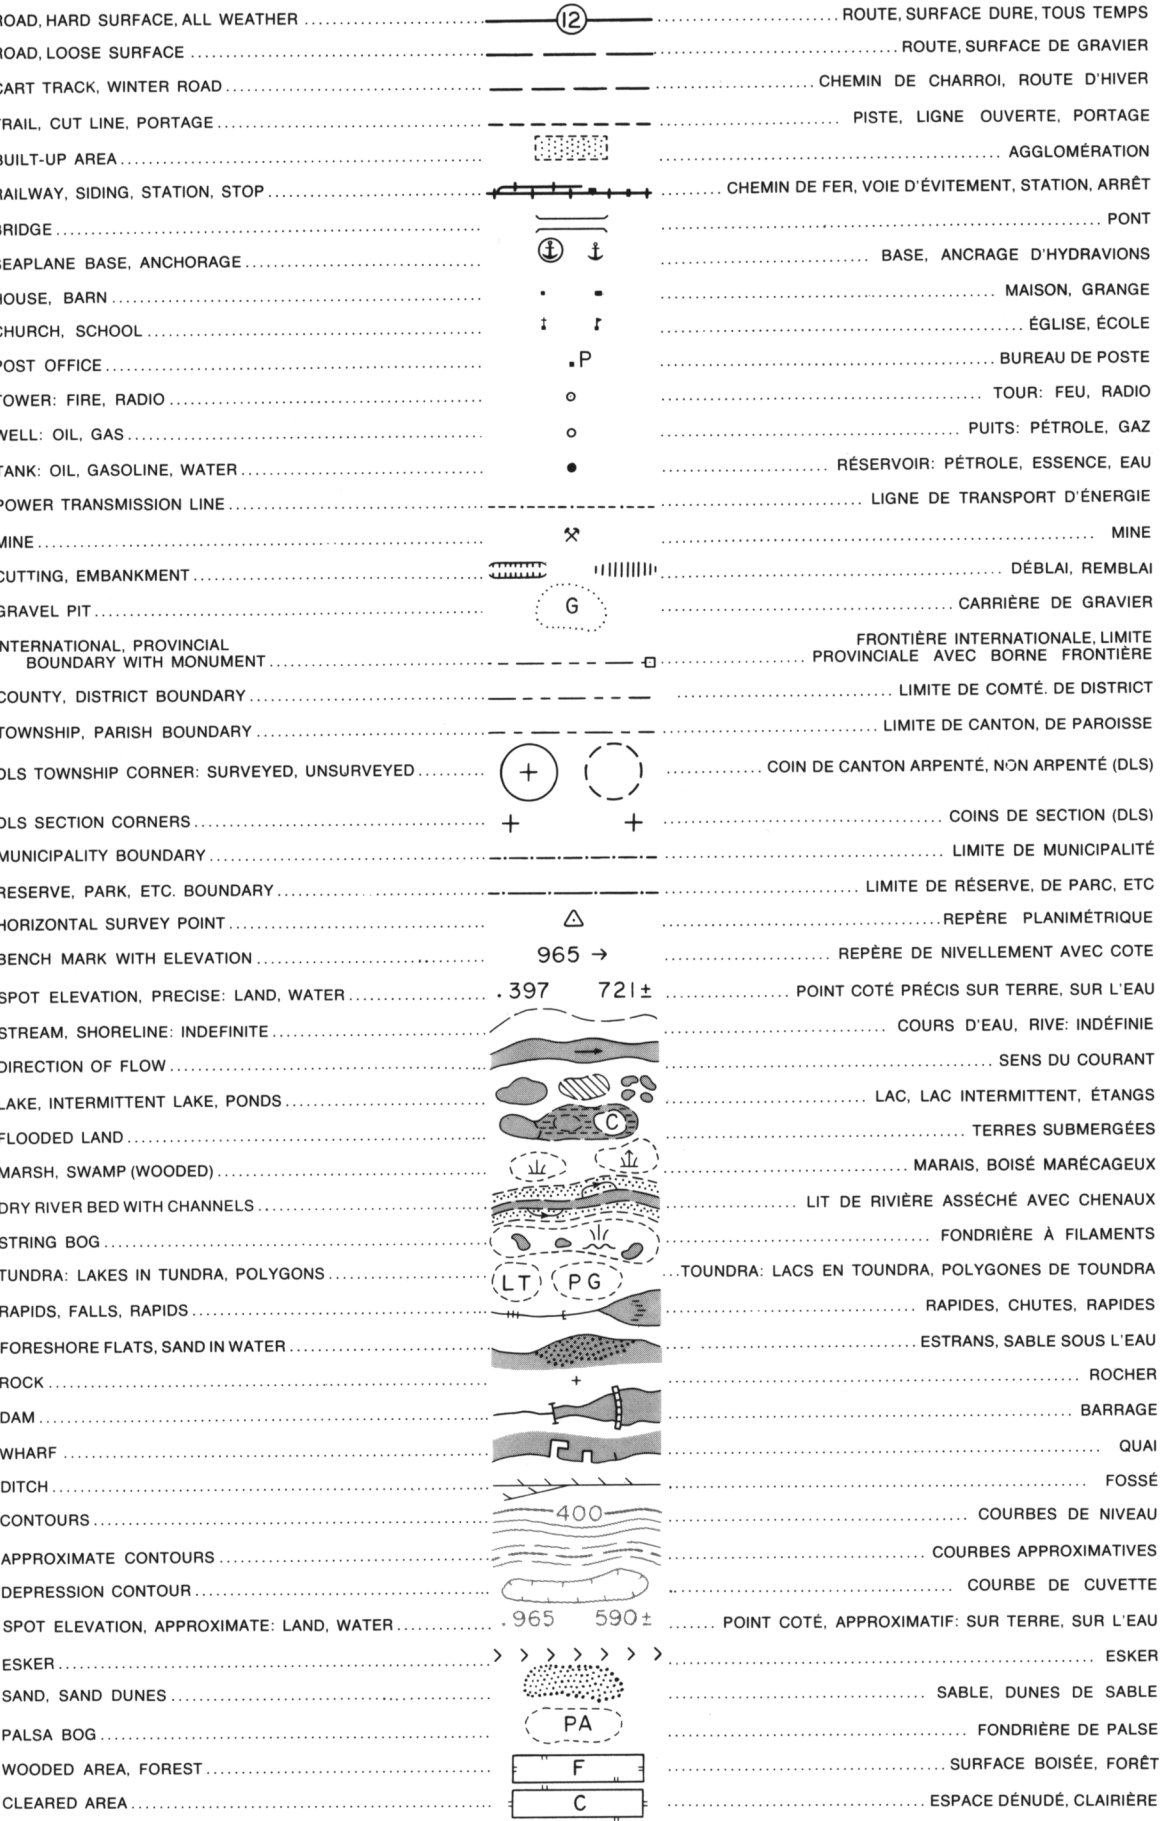 ROAD, HARD SURFACE, ALL WEATHER 12 ROUTE, SURFACE DURE, TOUS TEMPS
ROAD, LOOSE SURFACE ROUTE, SURFACE DE GRAVIER
CART TRACK, WINTER ROAD CHEMIN DE CHARROI, ROUTE D'HIVER
TRAIL, CUT LINE, PORTAGE PISTE, LIGNE OUVERTE, PORTAGE
BUILT-UP AREA AGGLOMÉRATION
RAILWAY, SIDING, STATION, STOP CHEMIN DE FER, VOIE D'ÉVITEMENT, STATION, ARRÊT
BRIDGE PONT
SEAPLANE BASE, ANCHORAGE BASE, ANCRAGE D'HYDRAVIONS
HOUSE, BARN MAISON, GRANGE
CHURCH, SCHOOL ÉGLISE, ÉCOLE
POST OFFICE P BUREAU DE POSTE
TOWER: FIRE, RADIO TOUR: FEU, RADIO
WELL: OIL, GAS PUITS: PÉTROLE, GAZ
TANK: OIL, GASOLINE, WATER RÉSERVOIR: PÉTROLE, ESSENCE, EAU
POWER TRANSMISSION LINE LIGNE DE TRANSPORT D'ÉNERGIE
MINE MINE
CUTTING, EMBANKMENT DÉBLAI, REMBLAI
GRAVEL PIT G CARRIÈRE DE GRAVIER
NTERNATIONAL, PROVINCIAL FRONTIÈRE INTERNATIONALE, LIMITE
BOUNDARY WITH MONUMENT PROVINCIALE AVEC BORNE FRONTIÈRE
COUNTY, DISTRICT BOUNDARY LIMITE DE COMTÉ. DE DISTRICT
TOWNSHIP, PARISH BOUNDARY LIMITE DE CANTON, DE PAROISSE
DLS TOWNSHIP CORNER: SURVEYED, UNSURVEYED COIN DE CANTON ARPENTÉ, NON ARPENTÉ (DLS)
DLS SECTION CORNERS COINS DE SECTION (DLS)
MUNICIPALITY BOUNDARY LIMITE DE MUNICIPALITÉ
RESERVE, PARK, ETC. BOUNDARY LIMITE DE RÉSERVE, DE PARC, ETC
HORIZONTAL SURVEY POINT REPÈRE PLANIMÉTRIQUE
BENCH MARK WITH ELEVATION 965 → REPÈRE DE NIVELLEMENT AVEC COTE
SPOT ELEVATION, PRECISE: LAND, WATER .397 721± POINT COTÉ PRÉCIS SUR TERRE, SUR L'EAU
STREAM, SHORELINE: INDEFINITE COURS D'EAU, RIVE: INDÉFINIE
DIRECTION OF FLOW SENS DU COURANT
LAKE, INTERMITTENT LAKE, PONDS LAC, LAC INTERMITTENT, ÉTANGS
FLOODED LAND C TERRES SUBMERGÉES
MARSH, SWAMP (WOODED) MARAIS, BOISÉ MARÉCAGEUX
DRY RIVER BED WITH CHANNELS LIT DE RIVIÈRE ASSÉCHÉ AVEC CHENAUX
STRING BOG FONDRIÈRE À FILAMENTS
TUNDRA: LAKES IN TUNDRA, POLYGONS LT PG TOUNDRA: LACS EN TOUNDRA, POLYGONES DE TOUNDRA
RAPIDS, FALLS, RAPIDS RAPIDES, CHUTES, RAPIDES
FORESHORE FLATS, SAND IN WATER ESTRANS, SABLE SOUS L'EAU
ROCK ROCHER
DAM BARRAGE
WHARF QUAI
DITCH FOSSÉ
CONTOURS 400 COURBES DE NIVEAU
APPROXIMATE CONTOURS COURBES APPROXIMATIVES
DEPRESSION CONTOUR COURBE DE CUVETTE
SPOT ELEVATION, APPROXIMATE: LAND, WATER .965 590± POINT COTÉ, APPROXIMATIF: SUR TERRE, SUR L'EAU
ESKER ESKER
SAND, SAND DUNES SABLE, DUNES DE SABLE
PALSA BOG PA FONDRIÈRE DE PALSE
WOODED AREA, FOREST F SURFACE BOISÉE, FORÊT
CLEARED AREA C ESPACE DÉNUDÉ, CLAIRIÈRE